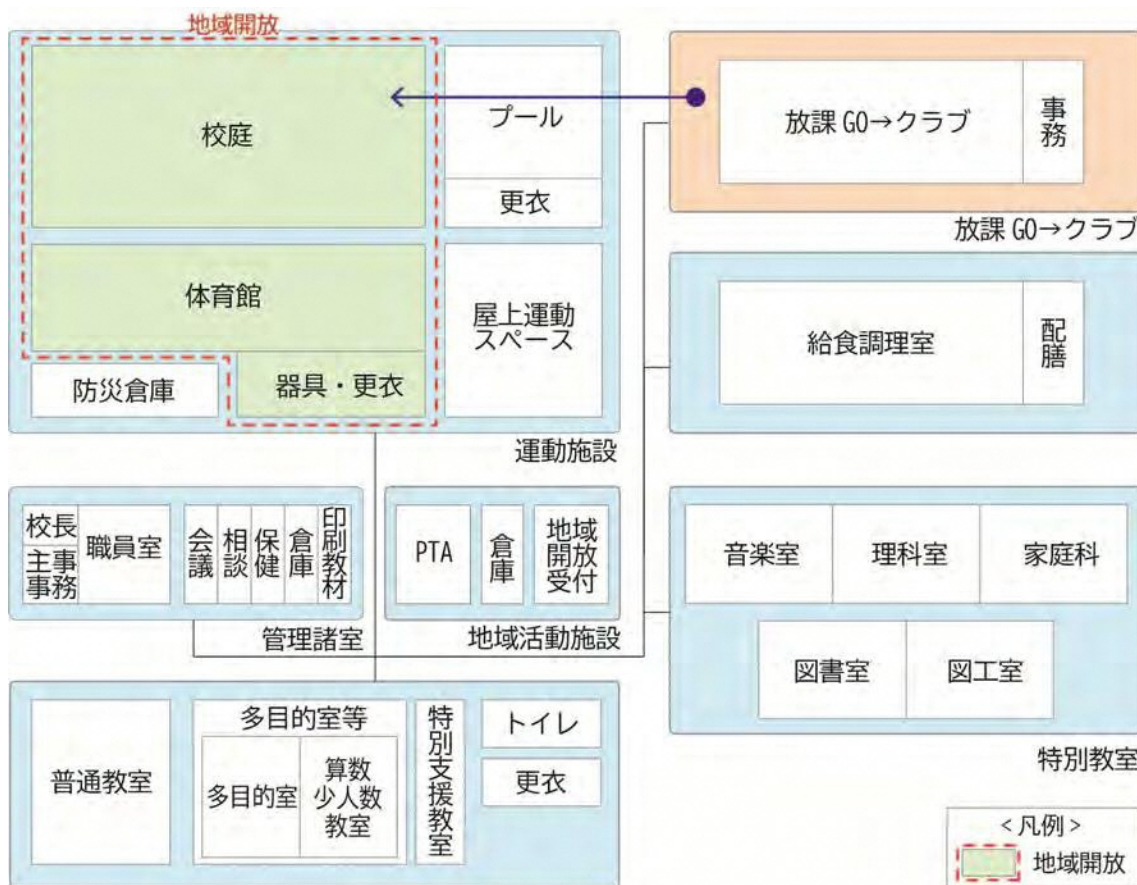 地域開放
校庭
プール
更衣
体育館
屋上運動
スペース
防災倉庫
器具・更衣
運動施設
放課 GO→クラブ
事務
放課 GO→クラブ
給食調理室
配膳
校長
主事
事務
職員室
会議
相談
保健
倉庫
印刷教材
管理諸室
PTA
倉庫
地域
開放
受付
地域活動施設
音楽室
理科室
家庭科
図書室
図工室
特別教室
普通教室
多目的室等
多目的室
算数
少人数
教室
特別支援教室
トイレ
更衣
<凡例>
地域開放